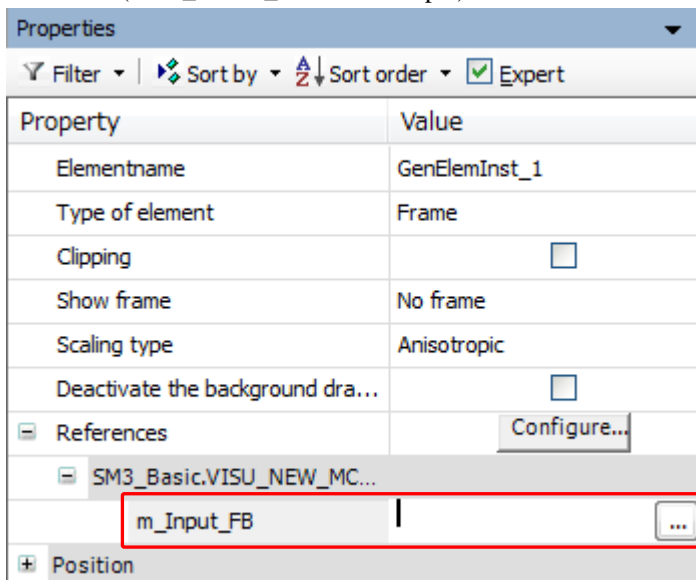 Properties
Filter Sort by Sort order Expert
Property Value
Elementname GenElemInst_1
Type of element Frame
Clipping
Show frame No frame
Scaling type Anisotropic
Deactivate the background dra...
References Configure...
SM3_Basic.VISU_NEW_MC...
m_Input_FB ...
Position